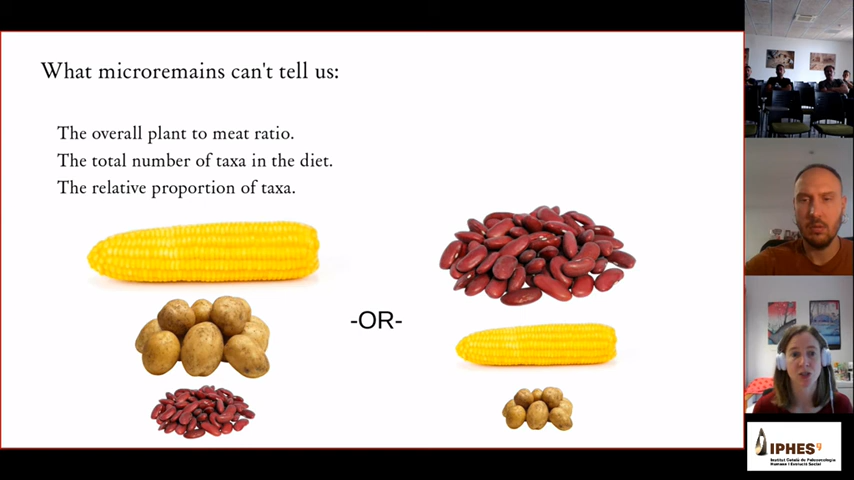 What microremains can't tell us:
The overall plant to meat ratio.
The total number of taxa in the diet.
The relative proportion of taxa.
-OR-
IPHES
Institut Català de Paleoecologia
Humana i Evolució Social